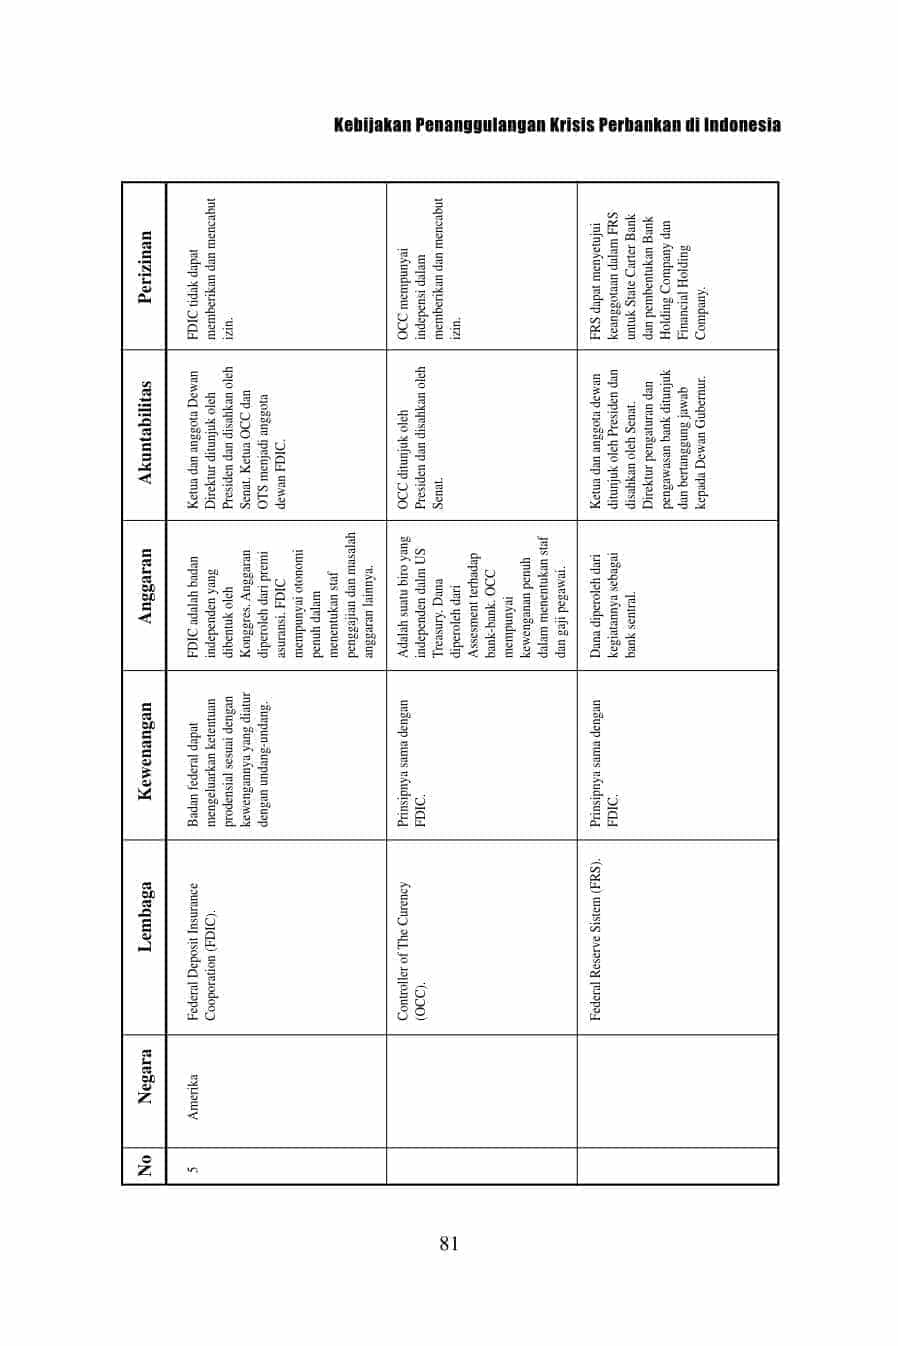 Kebijakan Penanggulangan Krisis Perbankan di Indonesia
No
Negara
Lembaga
Kewenangan
Anggaran
Akuntabilitas
Perizinan
5
Amerika
Federal Deposit Insurance
Cooporation (FDIC).
Badan federal dapat
mengeluarkan ketentuan
prodensial sesuai dengan
kewengannya yang diatur
dengan undang-undang.
FDIC adalah badan
independen yang
dibentuk oleh
Konggres. Anggaran
diperoleh dari premi
asuransi. FDIC
mempunyai otonomi
penuh dalam
menentukan staf
penggajian dan masalah
anggaran lainnya.
Ketua dan anggota Dewan
Direktur ditunjuk oleh
Presiden dan disahkan oleh
Senat. Ketua OCC dan
OTS menjadi anggota
dewan FDIC.
FDIC tidak dapat
memberikan dan mencabut
izin.
Controller of The Curency
(OCC).
Prinsipnya sama dengan
FDIC.
Adalah suatu biro yang
independen dalm US
Treasury. Dana
diperoleh dari
Assesment terhadap
bank-bank. OCC
mempunyai
kewenganan penuh
dalam menentukan staf
dan gaji pegawai.
OCC ditunjuk oleh
Presiden dan disahkan oleh
Senat.
OCC mempunyai
indepensi dalam
memberikan dan mencabut
izin.
Federal Reserve Sistem (FRS).
Prinsipnya sama dengan
FDIC.
Dana diperoleh dari
kegiatannya sebagai
bank sentral.
Ketua dan anggota dewan
ditunjuk oleh Presiden dan
disahkan oleh Senat.
Direktur pengaturan dan
pengawasan bank ditunjuk
dan bertanggung jawab
kepada Dewan Gubernur.
FRS dapat menyetujui
keanggotaan dalam FRS
untuk State Carter Bank
dan pembentukan Bank
Holding Company dan
Financial Holding
Company.
81